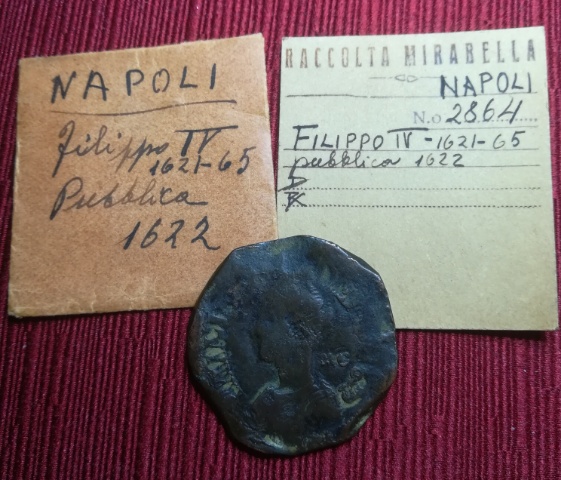 NAPOLI
Filippo IV
1621-65
Pubblica
1622
RACCOLTA MIRABELLA
NAPOLI
N.o 2864
FILIPPO IV - 1621-65
pubblica 1622